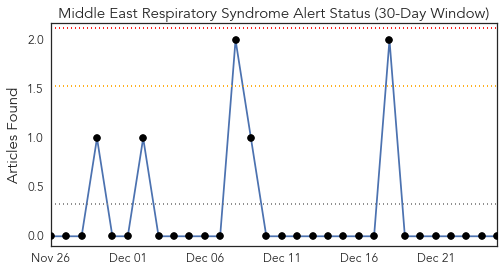 Middle East Respiratory Syndrome Alert Status (30-Day Window)
Articles Found
2.0
1.5
1.0
0.5
0.0
Nov 26 Dec 01 Dec 06 Dec 11 Dec 16 Dec 21